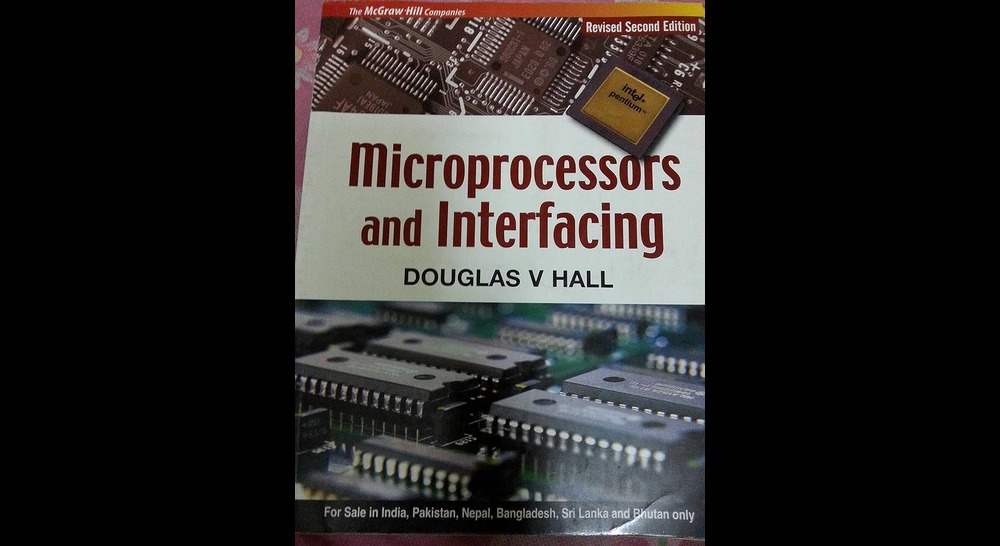 The McGraw·Hill Companies
Revised Second Edition
intel®
pentium™
Microprocessors
and Interfacing
DOUGLAS V HALL
For Sale in India, Pakistan, Nepal, Bangladesh, Sri Lanka and Bhutan only